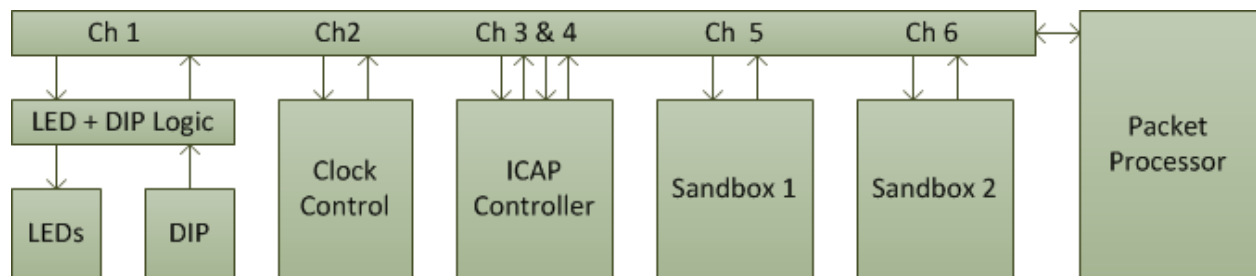 Ch 1
Ch2
Ch 3 & 4
Ch 5
Ch 6
LED + DIP Logic
LEDs
DIP
Clock
Control
ICAP
Controller
Sandbox 1
Sandbox 2
Packet
Processor